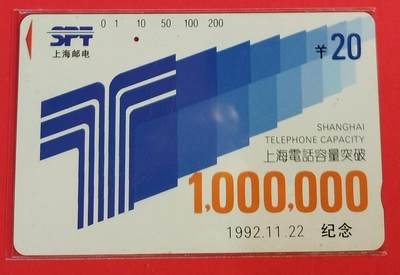 SPT
上海邮电
0 1 10 50 100 200
¥20
SHANGHAI
TELEPHONE CAPACITY
上海電話容量突破
1,000,000
1992.11.22 纪念